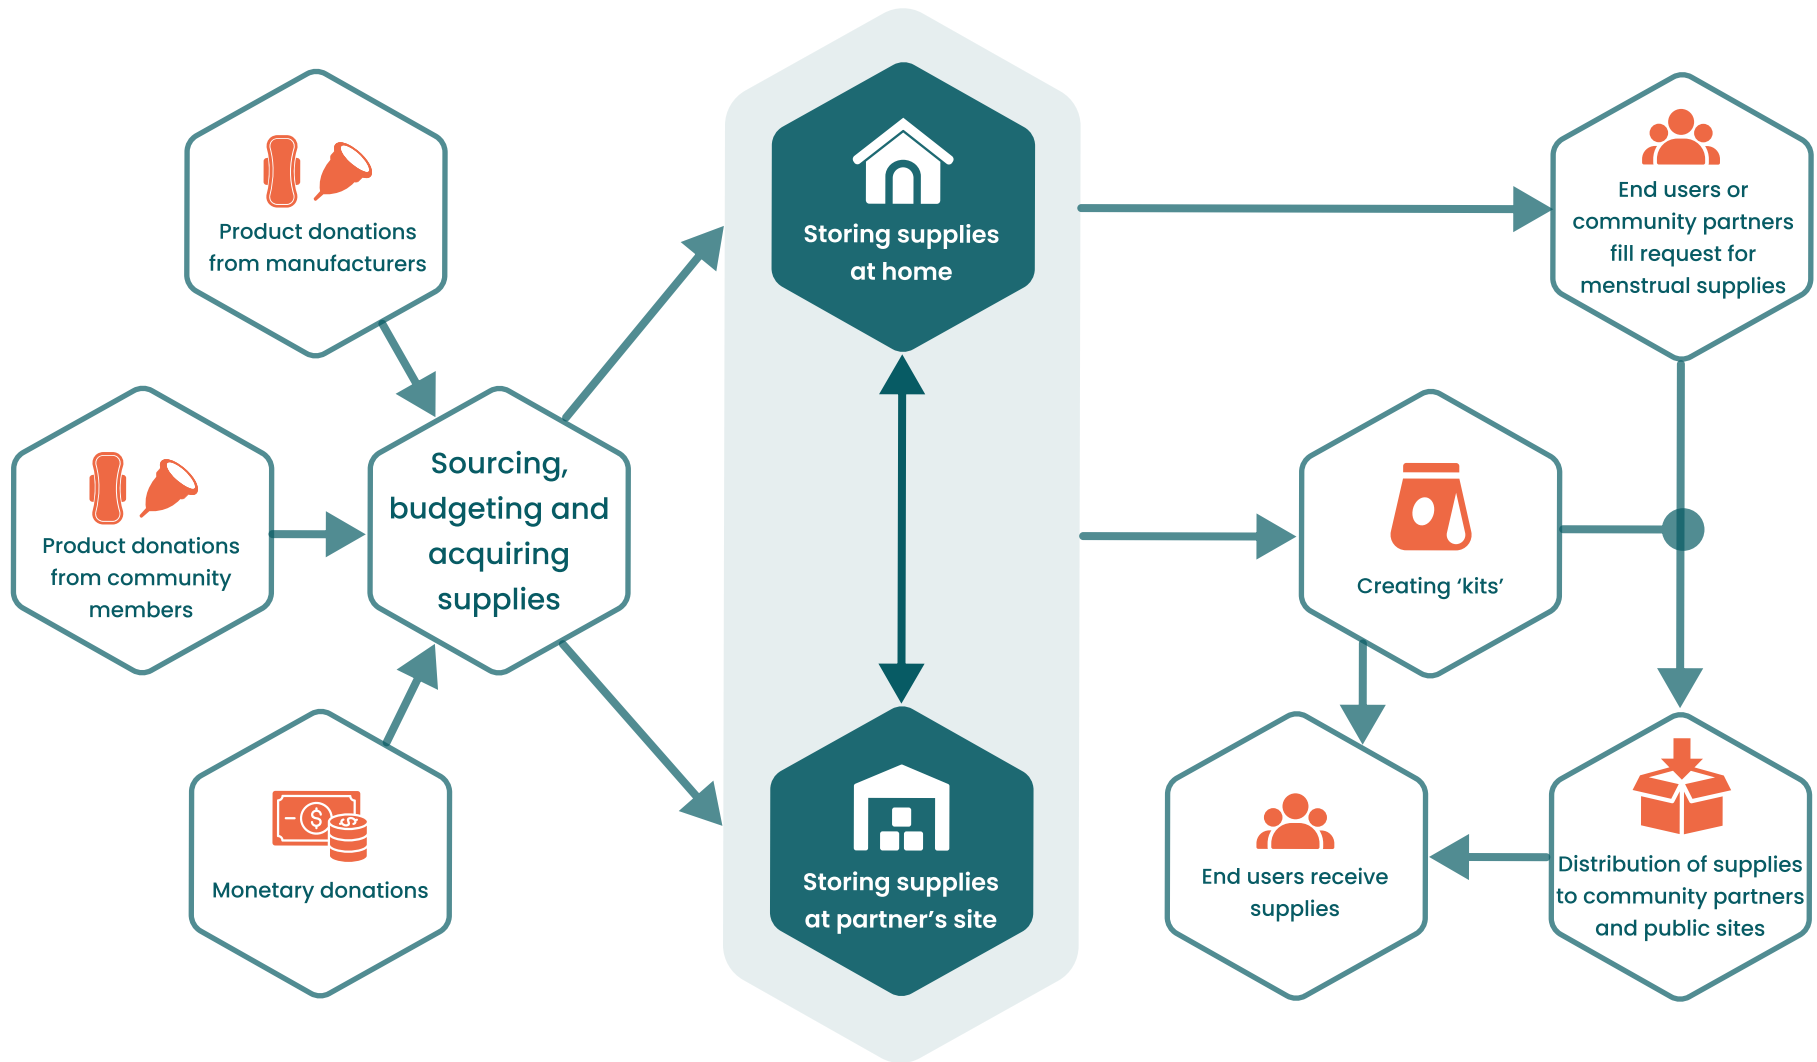 Product donations
from manufacturers
Product donations
from community
members
Monetary donations
Sourcing,
budgeting and
acquiring
supplies
Storing supplies
at home
Storing supplies
at partner’s site
End users or
community partners
fill request for
menstrual supplies
Creating ‘kits’
End users receive
supplies
Distribution of supplies
to community partners
and public sites